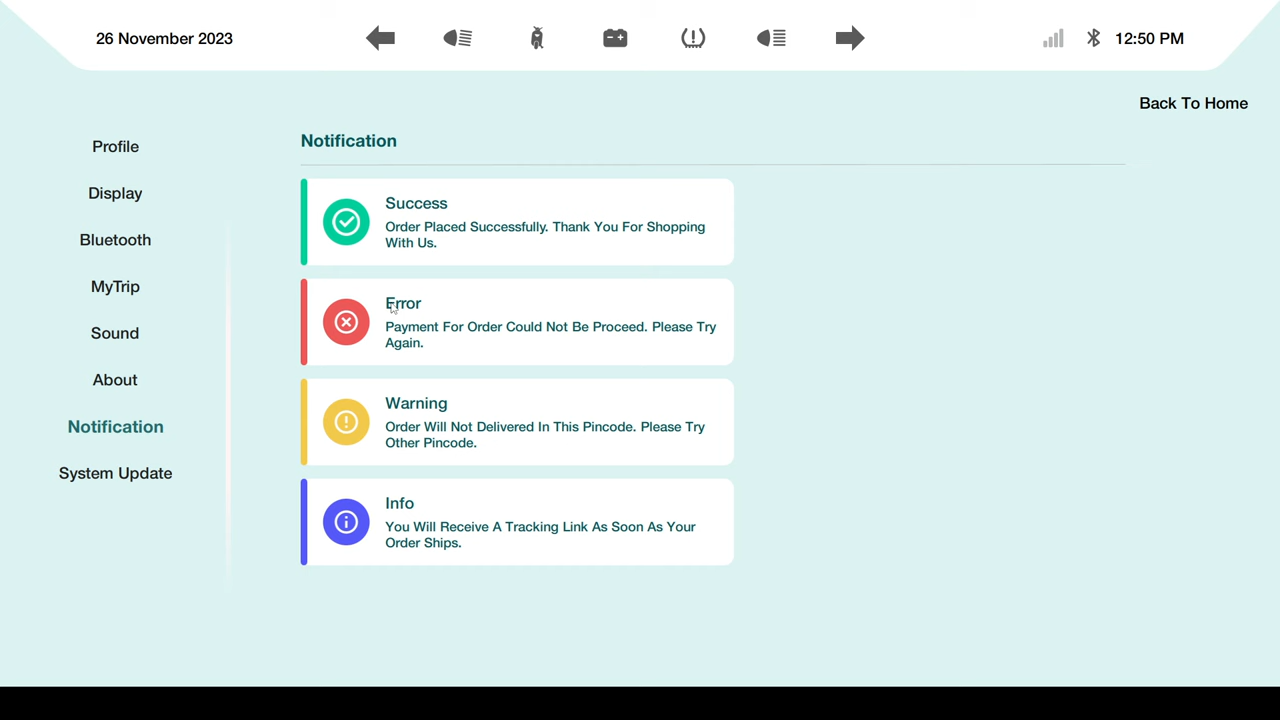 26 November 2023
12:50 PM
Back To Home
Profile
Display
Bluetooth
MyTrip
Sound
About
Notification
System Update
Notification
Success
Order Placed Successfully. Thank You For Shopping
With Us.
Error
Payment For Order Could Not Be Proceed. Please Try
Again.
Warning
Order Will Not Delivered In This Pincode. Please Try
Other Pincode.
Info
You Will Receive A Tracking Link As Soon As Your
Order Ships.